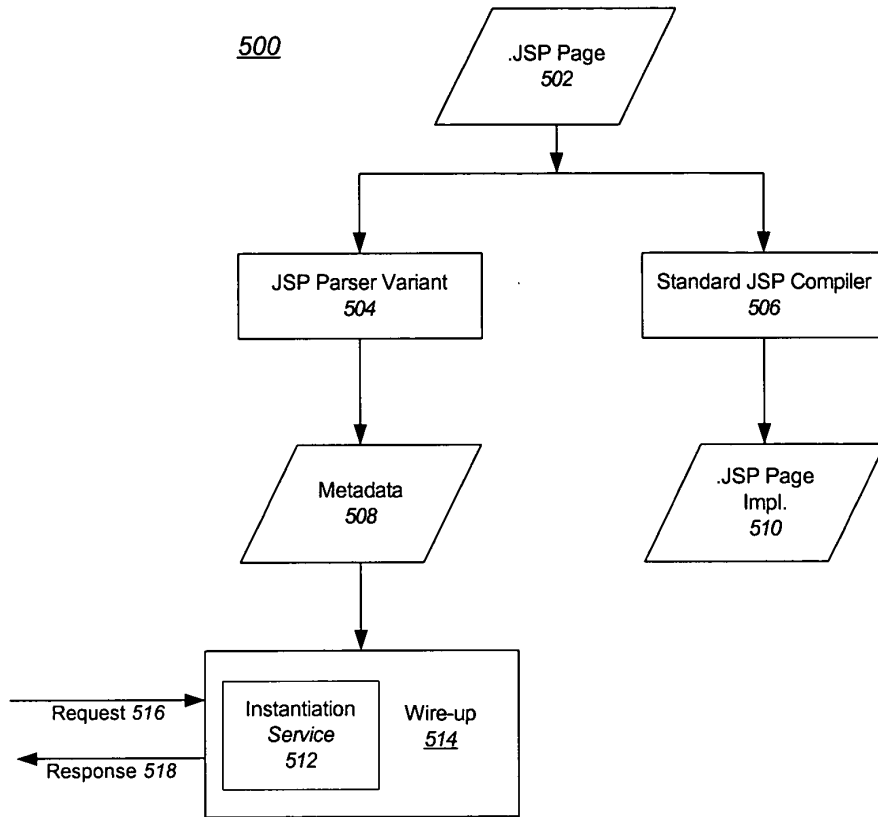 500
.JSP Page
502
JSP Parser Variant
504
Standard JSP Compiler
506
Metadata
508
.JSP Page
Impl.
510
Request 516
Response 518
Instantiation
Service
512
Wire-up
514